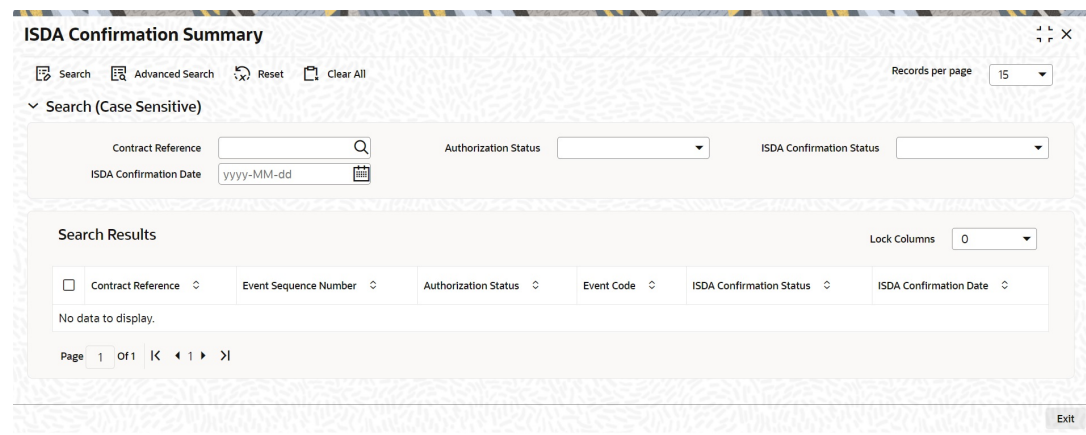 ISDA Confirmation Summary
Search Advanced Search Reset Clear All Records per page 15
Search (Case Sensitive)
Contract Reference Authorization Status ISDA Confirmation Status
ISDA Confirmation Date yyyy-MM-dd
Search Results Lock Columns 0
Contract Reference Event Sequence Number Authorization Status Event Code ISDA Confirmation Status ISDA Confirmation Date
No data to display.
Page 1 Of 1 1
Exit